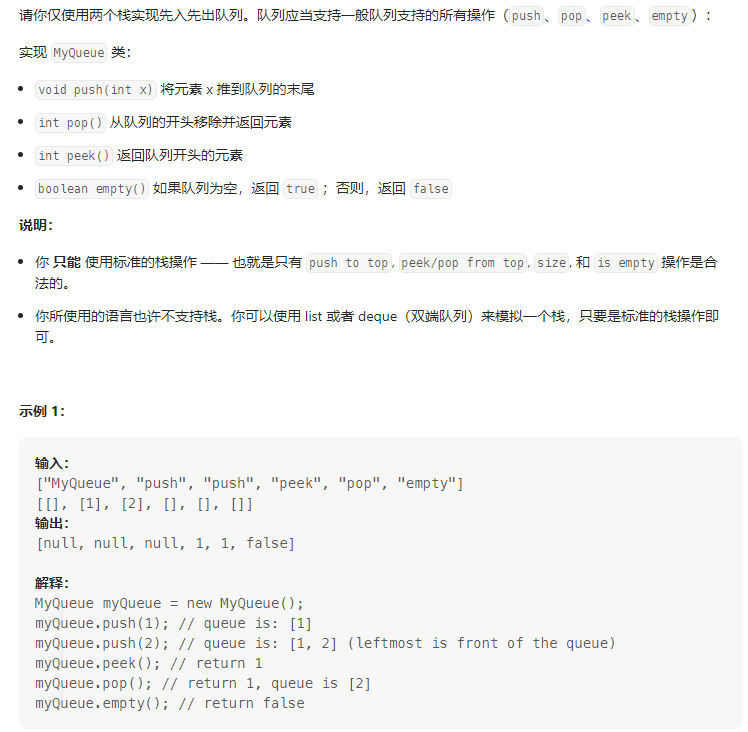 请你仅使用两个栈实现先入先出队列。队列应当支持一般队列支持的所有操作（push、pop、peek、empty）：
实现 MyQueue 类：
void push(int x) 将元素 x 推到队列的末尾
int pop() 从队列的开头移除并返回元素
int peek() 返回队列开头的元素
boolean empty() 如果队列为空，返回 true ；否则，返回 false
说明：
你 只能 使用标准的栈操作 —— 也就是只有 push to top, peek/pop from top, size, 和 is empty 操作是合
法的。
你所使用的语言也许不支持栈。你可以使用 list 或者 deque（双端队列）来模拟一个栈，只要是标准的栈操作即
可。
示例 1：
输入：
["MyQueue", "push", "push", "peek", "pop", "empty"]
[[], [1], [2], [], [], []]
输出：
[null, null, null, 1, 1, false]
解释：
MyQueue myQueue = new MyQueue();
myQueue.push(1); // queue is: [1]
myQueue.push(2); // queue is: [1, 2] (leftmost is front of the queue)
myQueue.peek(); // return 1
myQueue.pop(); // return 1, queue is [2]
myQueue.empty(); // return false